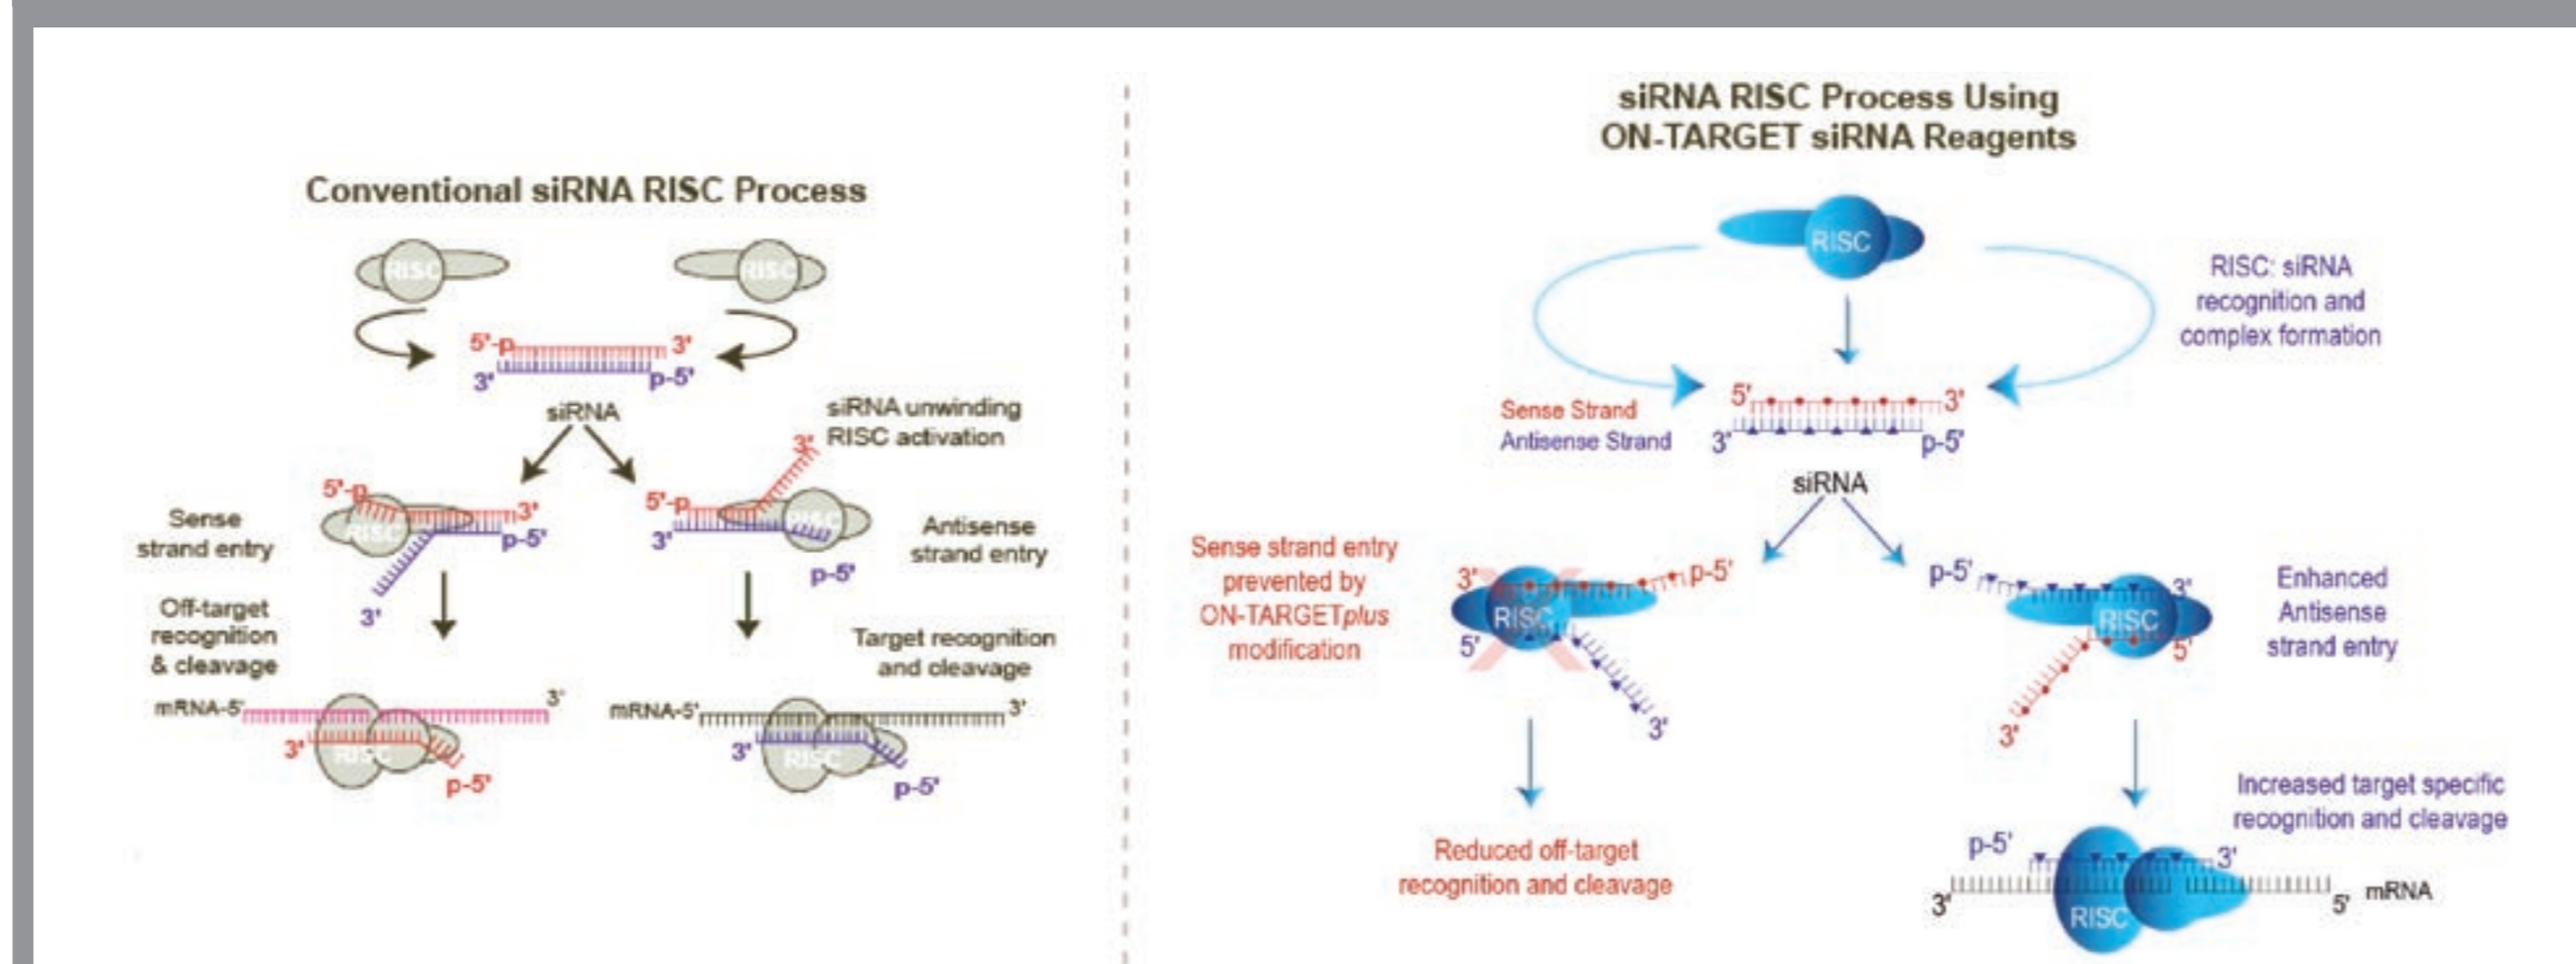 Conventional siRNA RISC Process
RISC
RISC
5'-p
3'
3'
p-5'
siRNA
siRNA unwinding
RISC activation
3'
5'-p
3'
RISC
p-5'
3'
Sense
strand entry
5'-p
3'
RISC
p-5'
Antisense
strand entry
Off-target
recognition
& cleavage
Target recognition
and cleavage
mRNA-5'
3'
3'
RISC
p-5'
mRNA-5'
3'
3'
RISC
p-5'
siRNA RISC Process Using
ON-TARGET siRNA Reagents
RISC
RISC: siRNA
recognition and
complex formation
Sense Strand
Antisense Strand
5'
3'
3'
p-5'
siRNA
Sense strand entry
prevented by
ON-TARGETplus
modification
3'
p-5'
RISC
5'
3'
p-5'
3'
RISC
5'
3'
Enhanced
Antisense
strand entry
Reduced off-target
recognition and cleavage
Increased target specific
recognition and cleavage
p-5'
3'
3'
5'
mRNA
RISC